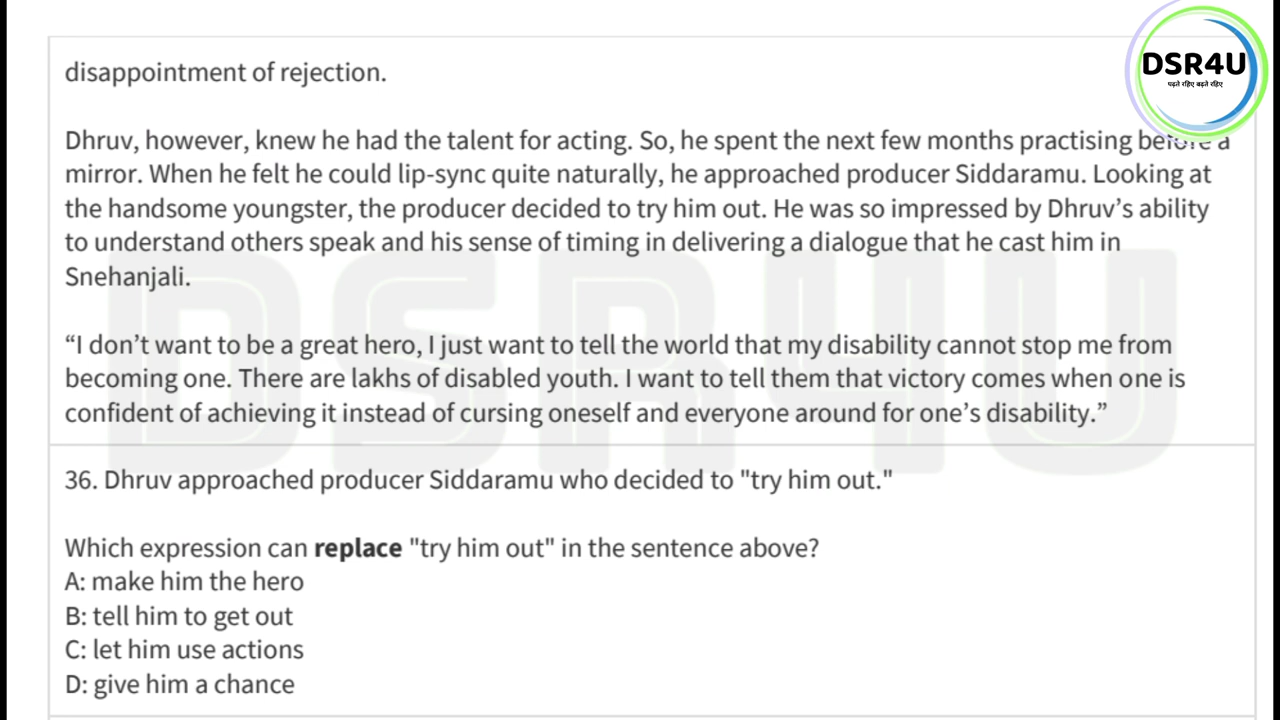 DSR4U
पढ़ते रहिए बढ़ते रहिए
disappointment of rejection.
Dhruv, however, knew he had the talent for acting. So, he spent the next few months practising before a
mirror. When he felt he could lip-sync quite naturally, he approached producer Siddaramu. Looking at
the handsome youngster, the producer decided to try him out. He was so impressed by Dhruv’s ability
to understand others speak and his sense of timing in delivering a dialogue that he cast him in
Snehanjali.
“I don’t want to be a great hero, I just want to tell the world that my disability cannot stop me from
becoming one. There are lakhs of disabled youth. I want to tell them that victory comes when one is
confident of achieving it instead of cursing oneself and everyone around for one’s disability.”
DSR4U
36. Dhruv approached producer Siddaramu who decided to "try him out."
Which expression can replace "try him out" in the sentence above?
A: make him the hero
B: tell him to get out
C: let him use actions
D: give him a chance